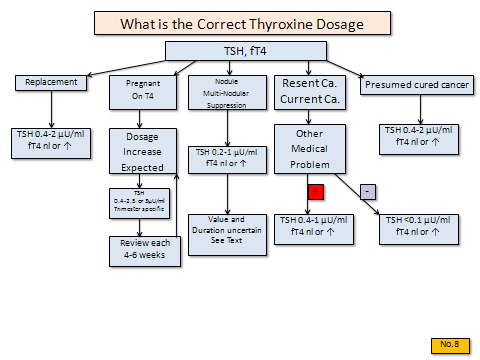 What is the Correct Thyroxine Dosage
TSH, fT4
Replacement
Pregnant
On T4
Nodule
Multi-Nodular
Suppression
Resent Ca.
Current Ca.
Presumed cured cancer
TSH 0.4-2 µU/ml
fT4 nl or ↑
Dosage
Increase
Expected
TSH 0.2-1 µU/ml
fT4 nl or ↑
Other
Medical
Problem
TSH 0.4-2 µU/ml
fT4 nl or ↑
TSH
0.4-2.5 or 3µU/ml
Trimester specific
+
-
Review each
4-6 weeks
Value and
Duration uncertain
See Text
TSH 0.4-1 µU/ml
fT4 nl or ↑
TSH <0.1 µU/ml
fT4 nl or ↑
No.8